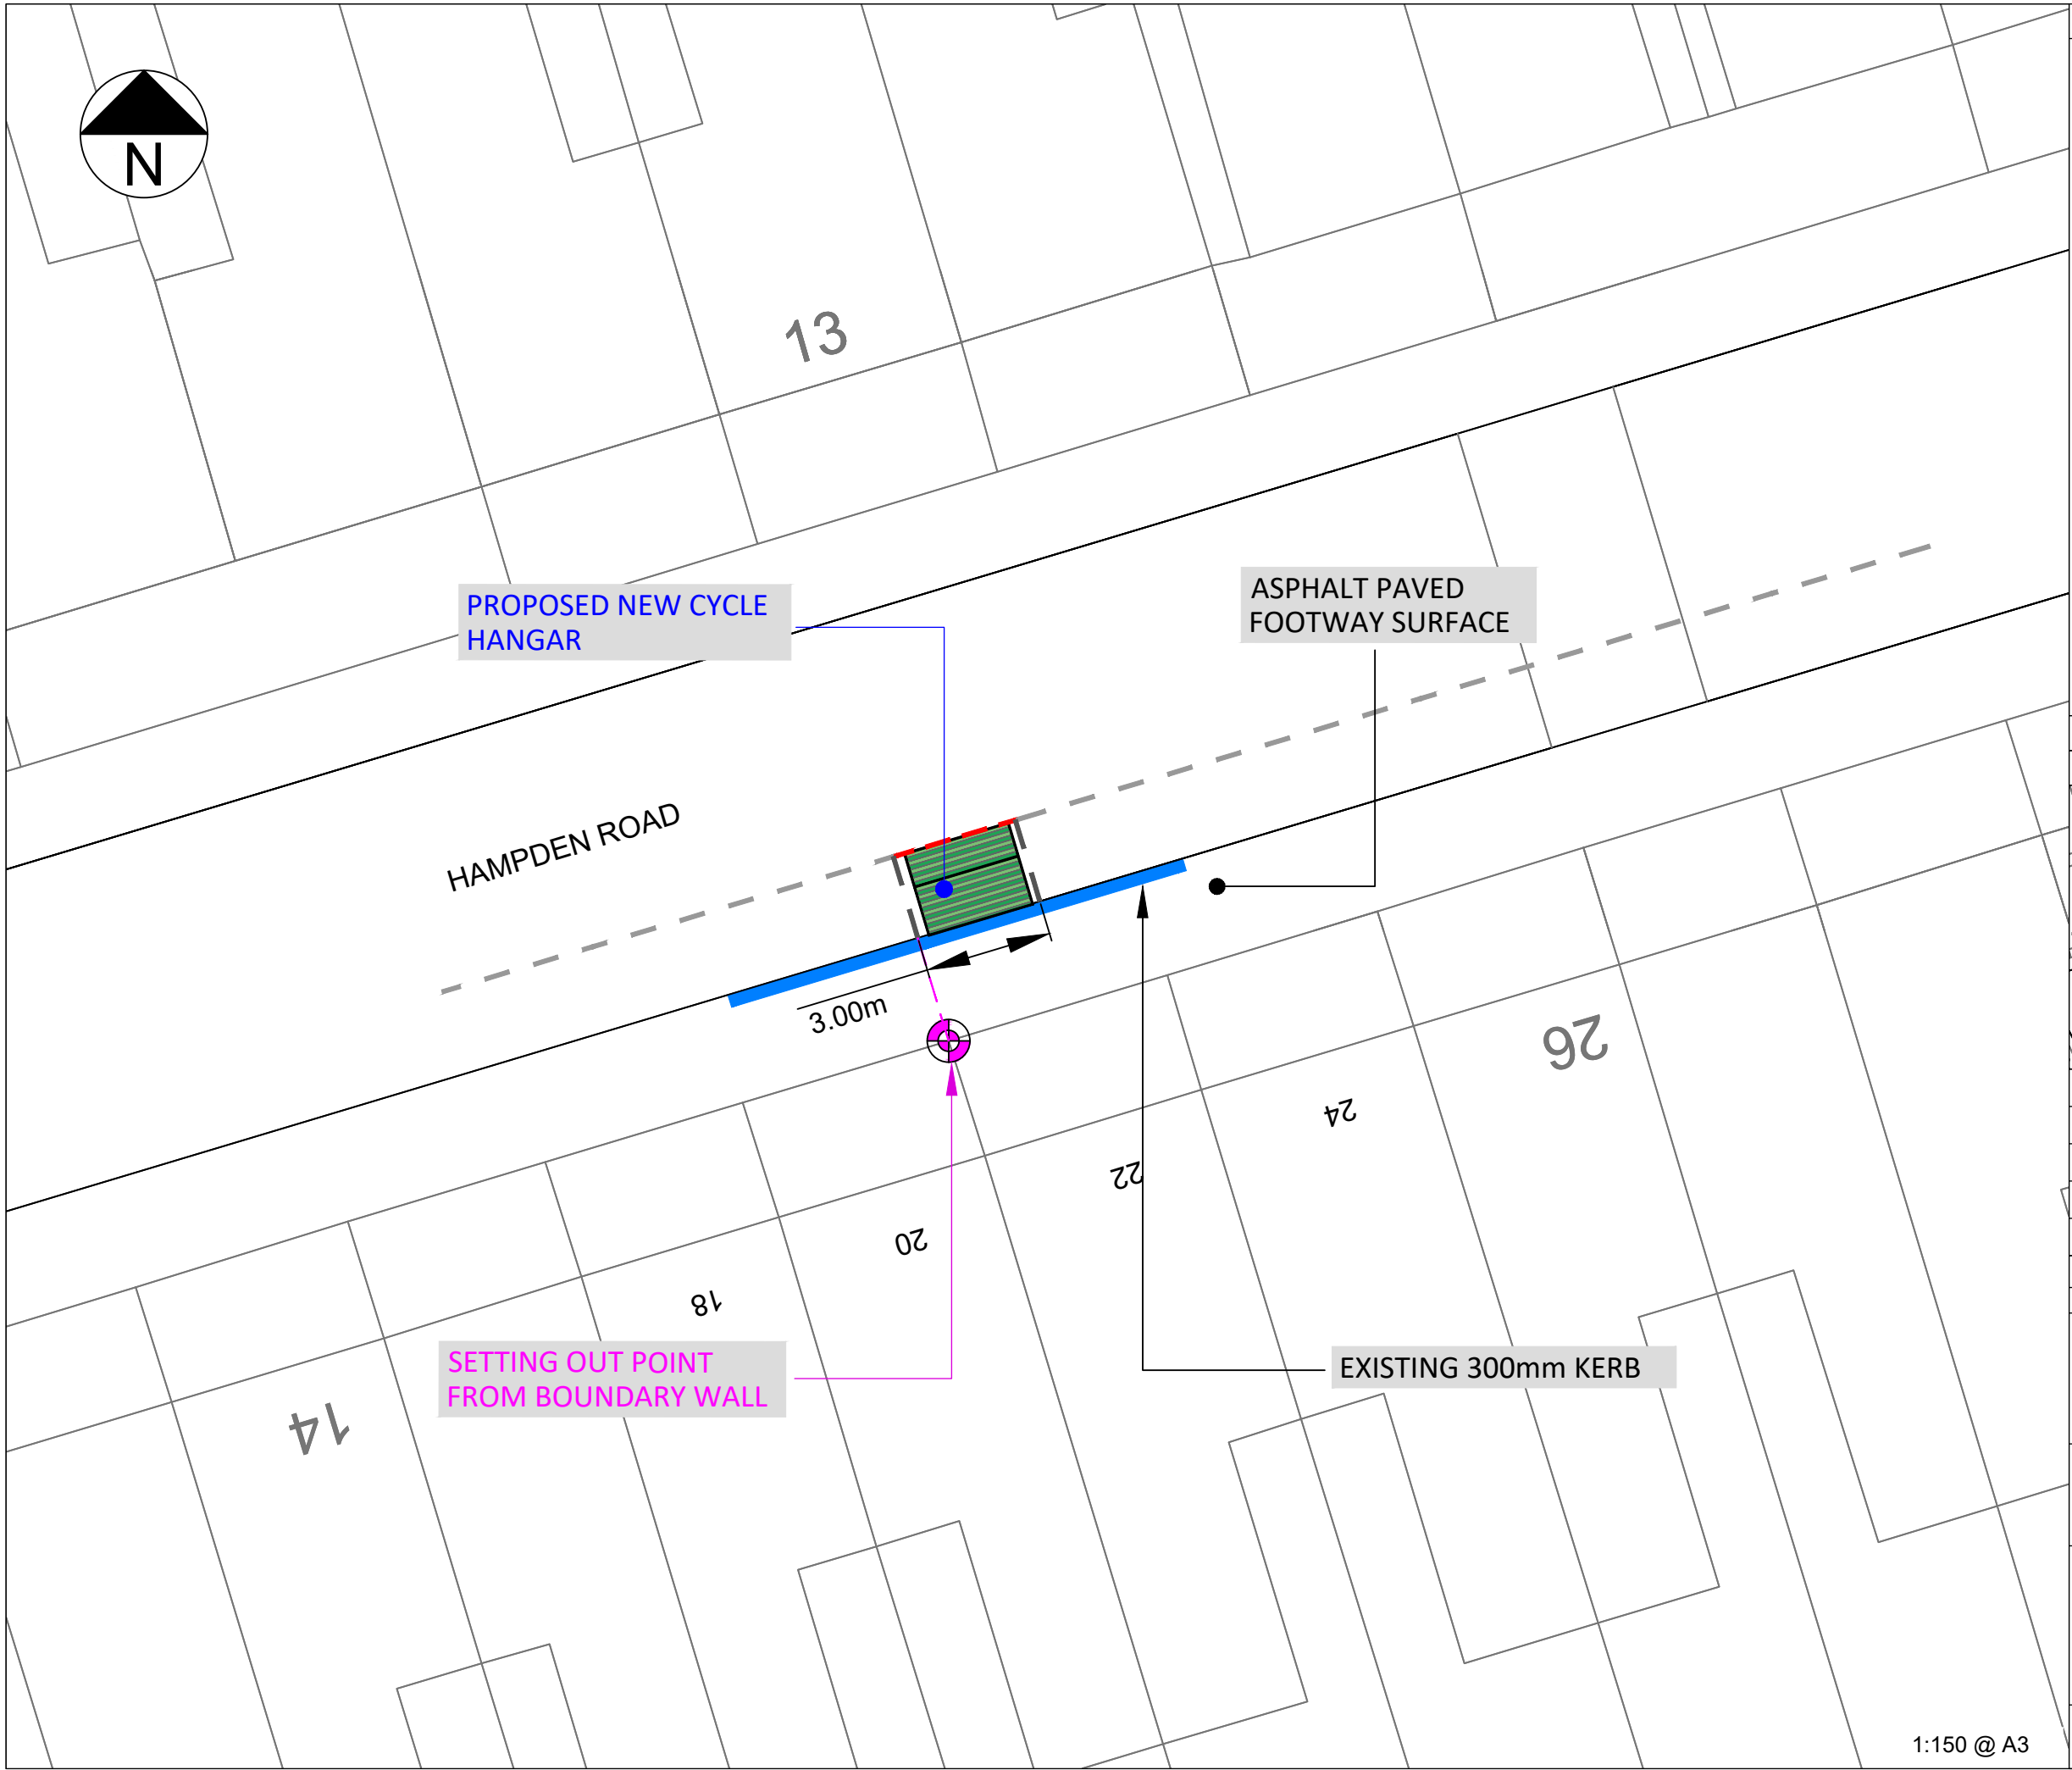 N
13
PROPOSED NEW CYCLE
HANGAR
ASPHALT PAVED
FOOTWAY SURFACE
HAMPDEN ROAD
3.00m
26
24
22
20
18
SETTING OUT POINT
FROM BOUNDARY WALL
EXISTING 300mm KERB
14
1:150 @ A3